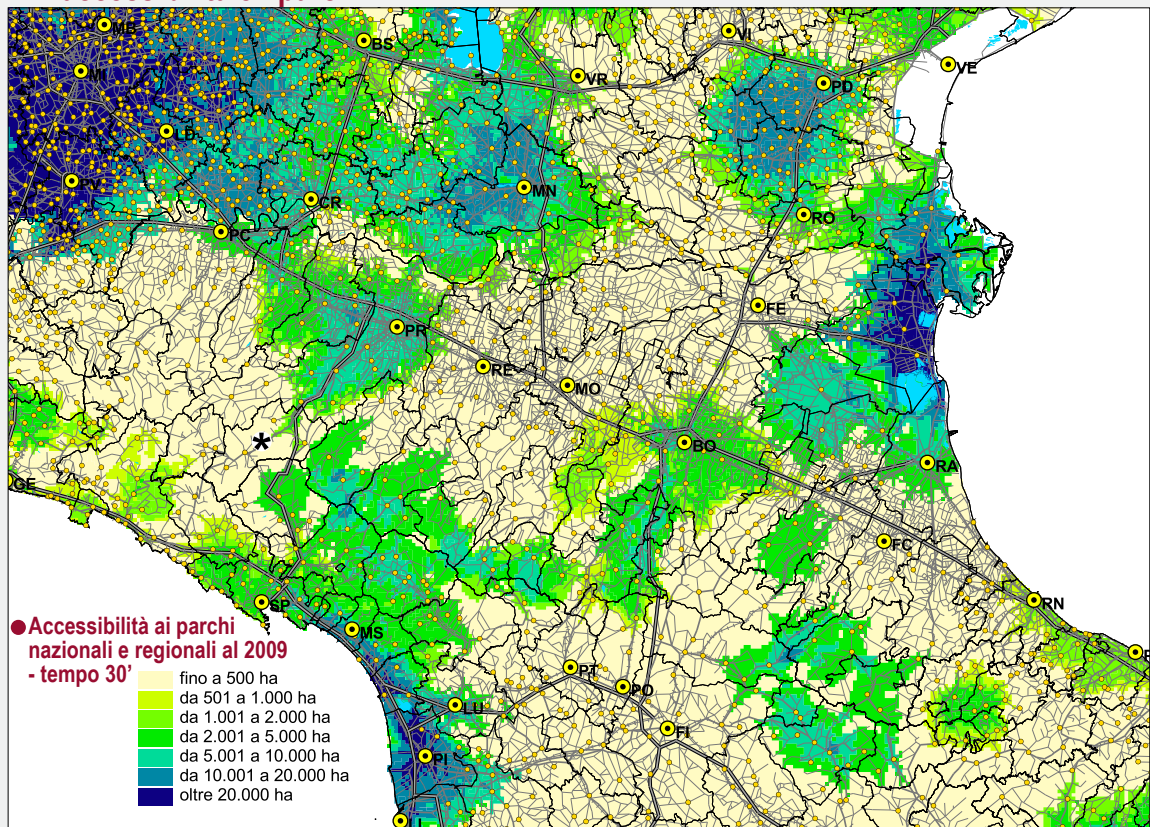 MB
BS
VI
MI
VR
VE
PD
LO
PV
MN
CR
RO
PC
FE
PR
RE
MO
*
BO
RA
GE
FC
SP
RN
MS
● Accessibilità ai parchi
nazionali e regionali al 2009
- tempo 30’
fino a 500 ha
da 501 a 1.000 ha
da 1.001 a 2.000 ha
da 2.001 a 5.000 ha
da 5.001 a 10.000 ha
da 10.001 a 20.000 ha
oltre 20.000 ha
PT
PO
LU
FI
PI